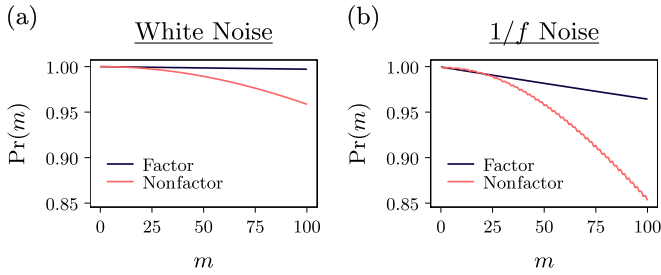 (a)
White Noise
1.00
0.95
0.90
0.85
Pr(m)
Factor
Nonfactor
0 25 50 75 100
m
(b)
1/f Noise
1.00
0.95
0.90
0.85
Pr(m)
Factor
Nonfactor
0 25 50 75 100
m